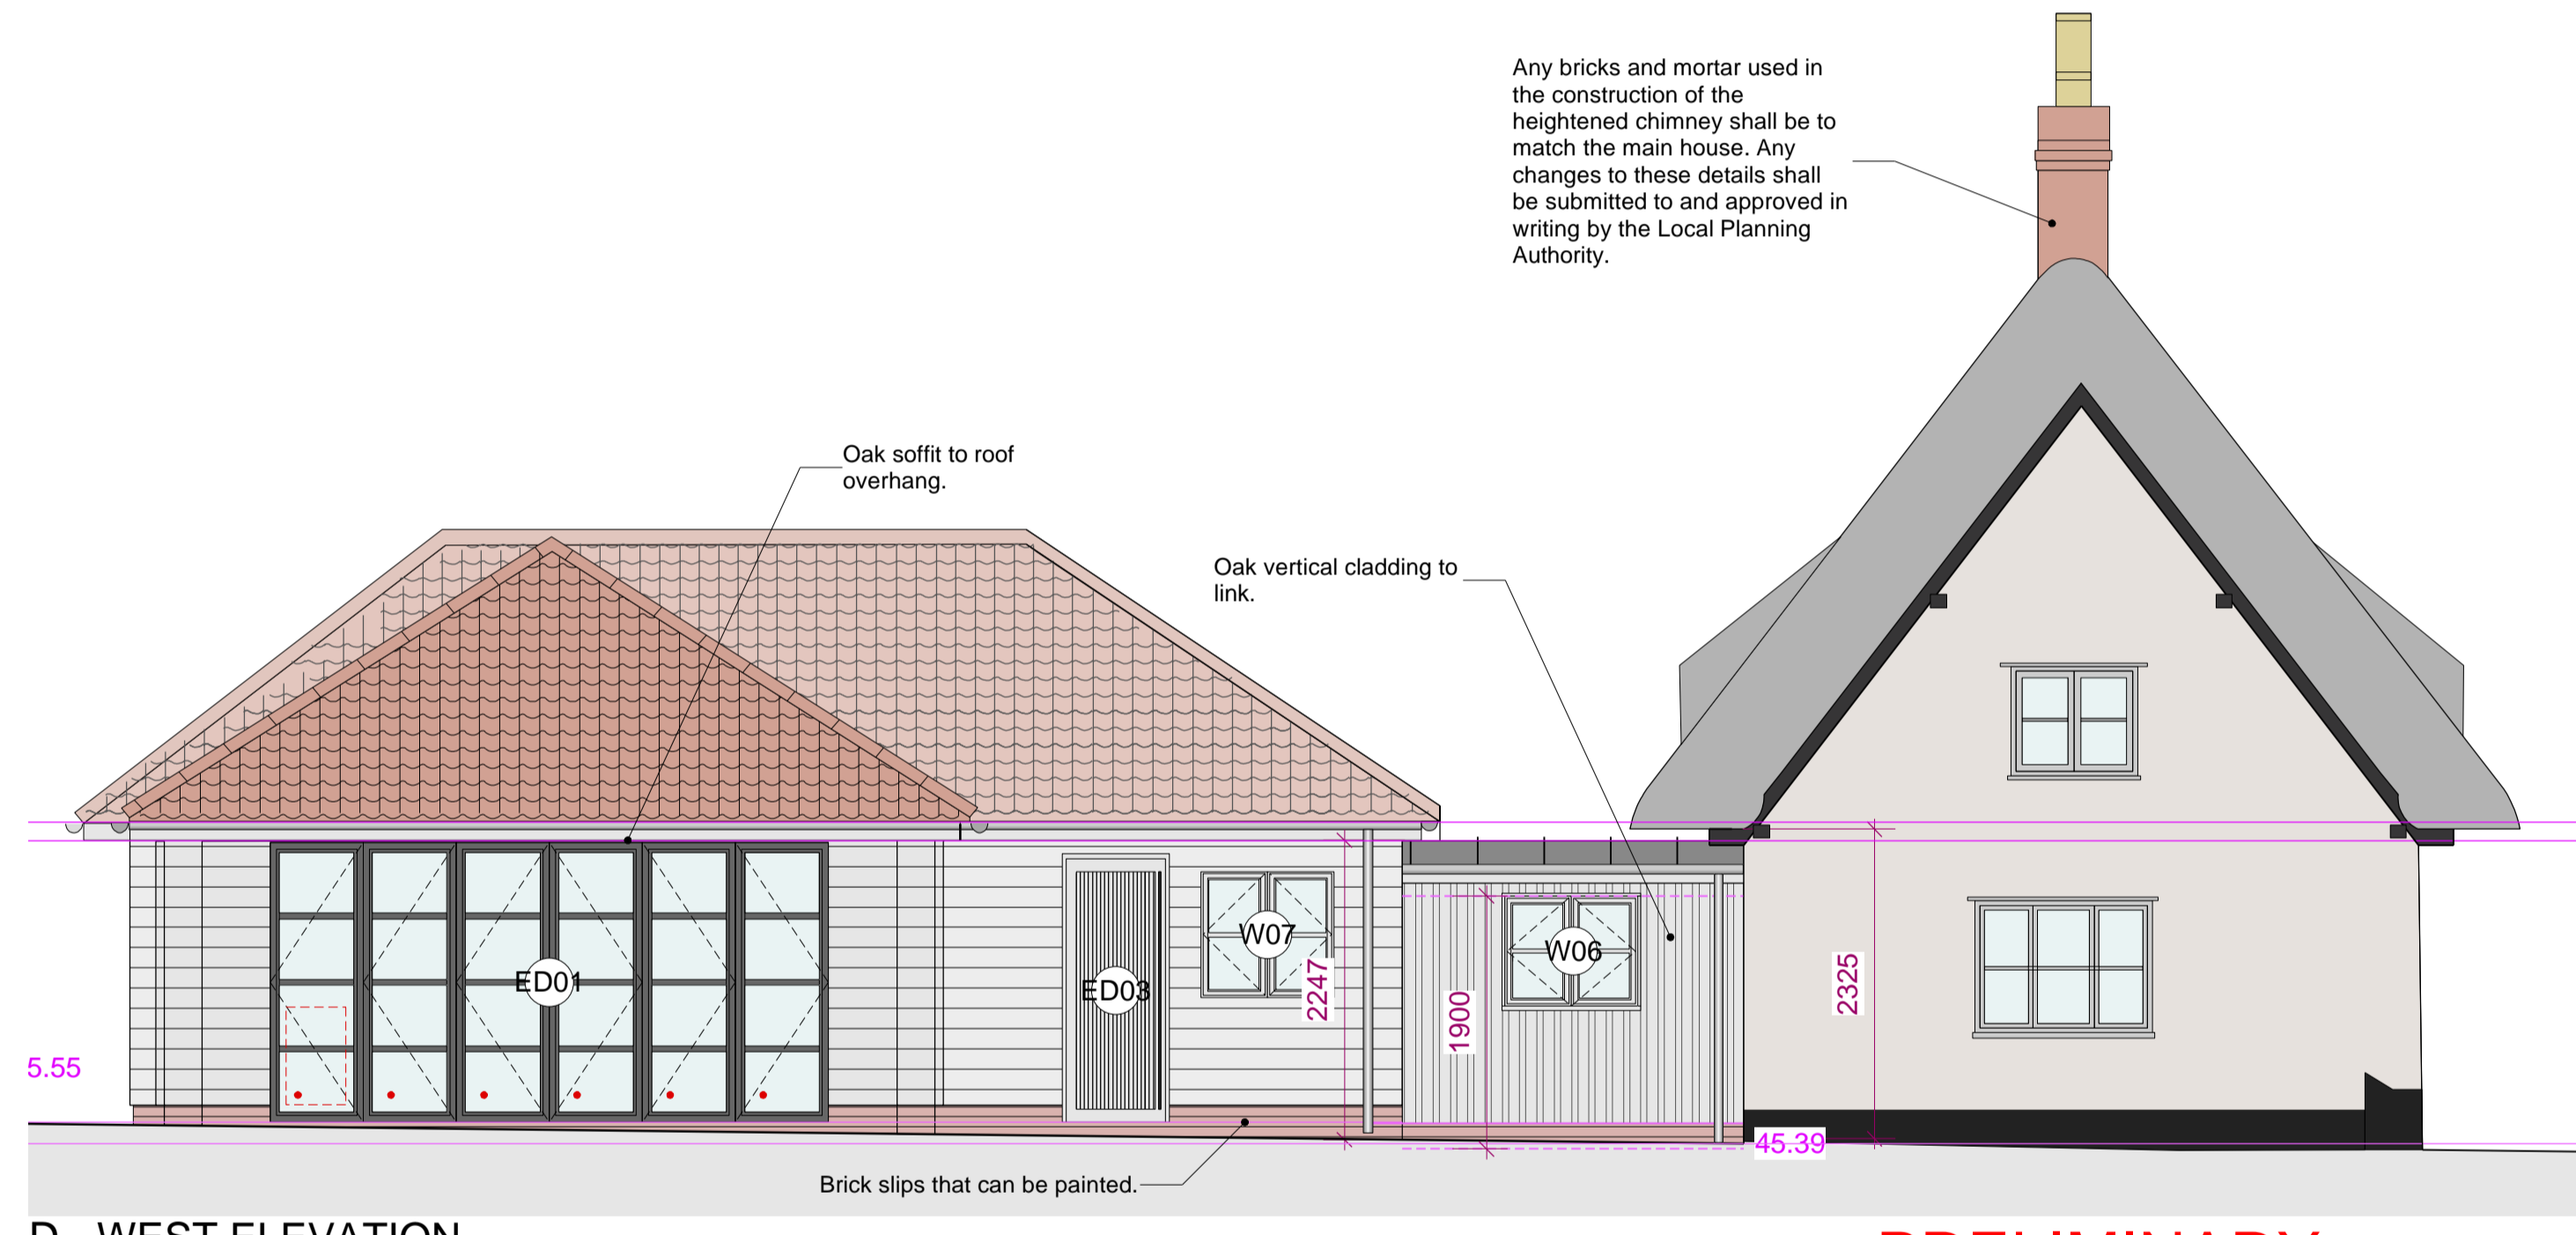 Any bricks and mortar used in
the construction of the
heightened chimney shall be to
match the main house. Any
changes to these details shall
be submitted to and approved in
writing by the Local Planning
Authority.
Oak soffit to roof
overhang.
Oak vertical cladding to
link.
W07
W06
ED01
ED03
2247
1900
2325
5.55
45.39
Brick slips that can be painted.
D - WEST ELEVATION
PRELIMINARY